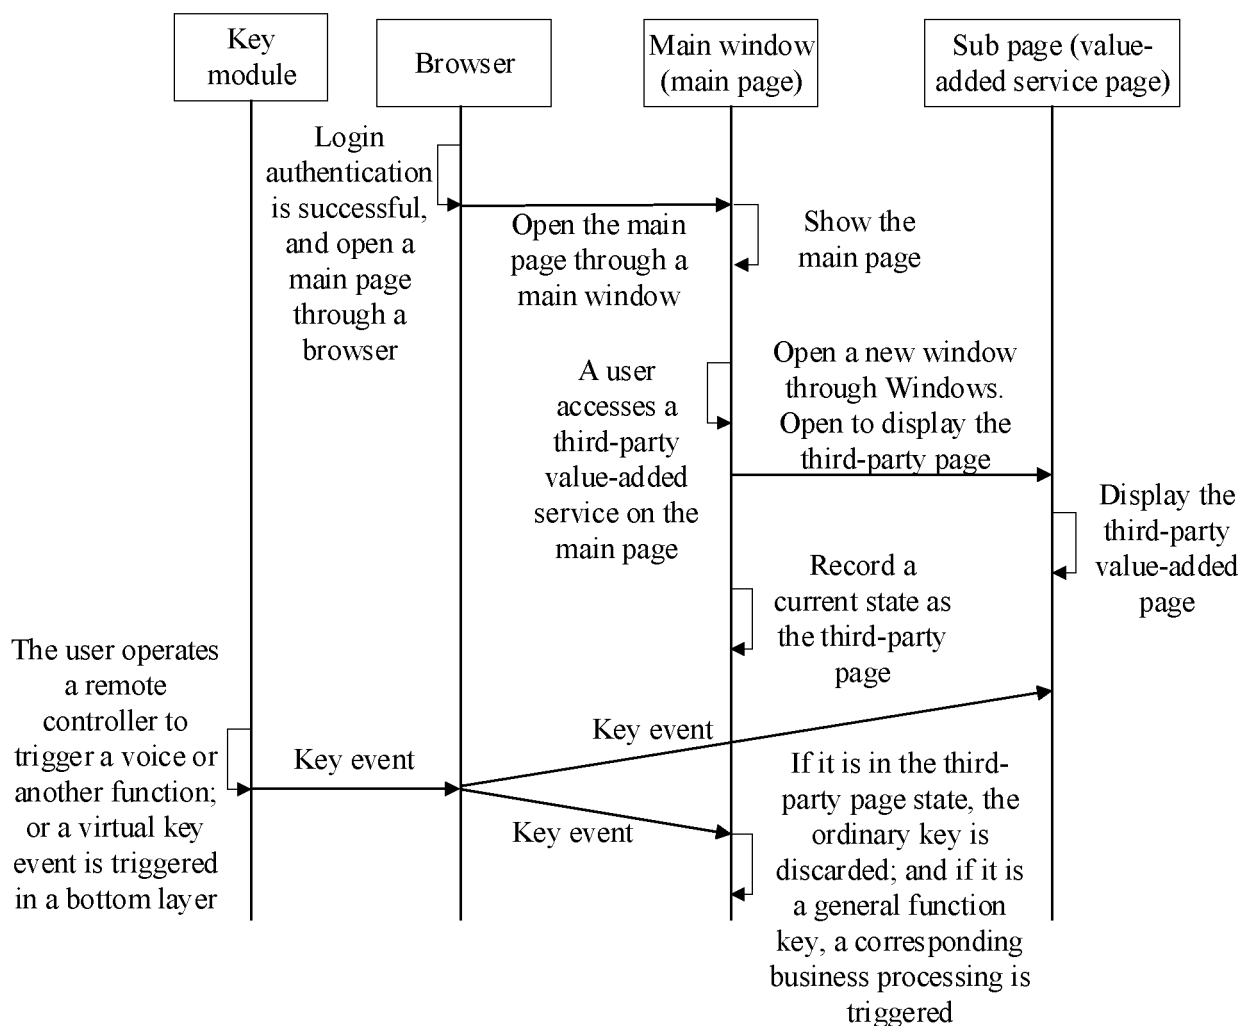 Key
module
Browser
Main window
(main page)
Sub page (value-
added service page)
Login
authentication
is successful,
and open a
main page
through a
browser
Open the main
page through a
main window
Show the
main page
A user
accesses a
third-party
value-added
service on the
main page
Open a new window
through Windows.
Open to display the
third-party page
Display the
third-party
value-added
page
Record a
current state as
the third-party
page
The user operates
a remote
controller to
trigger a voice or
another function;
or a virtual key
event is triggered
in a bottom layer
Key event
Key event
Key event
If it is in the third-
party page state, the
ordinary key is
discarded; and if it is
a general function
key, a corresponding
business processing is
triggered